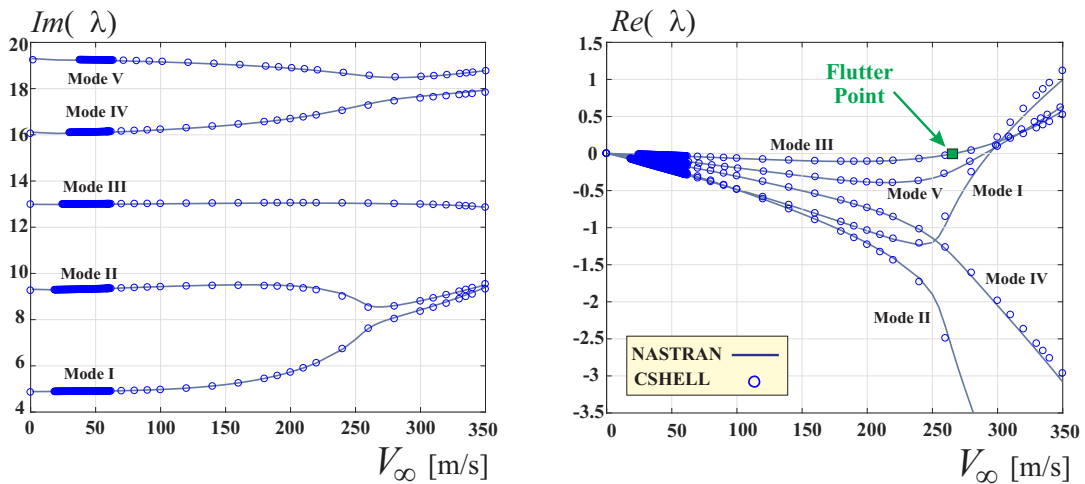 Im( λ)
20
18
16
14
12
10
8
6
4
0
50
100
150
200
250
300
350
Mode V
Mode IV
Mode III
Mode II
Mode I
V∞ [m/s]
Re( λ)
1.5
1
0.5
0
-0.5
-1
-1.5
-2
-2.5
-3
-3.5
0
50
100
150
200
250
300
350
Flutter
Point
Mode III
Mode V
Mode I
Mode IV
Mode II
NASTRAN
CSHELL
V∞ [m/s]